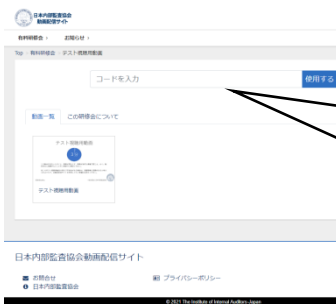 日本内部監査協会
動画配信サイト
有料研修会 › お知らせ ›
Top 有料研修会 テスト視聴用動画
コードを入力 使用する
動画一覧 この研修会について
テスト視聴用動画
テスト視聴用動画
日本内部監査協会動画配信サイト
お問合せ プライバシーポリシー
日本内部監査協会
© 2021 The Institute of Internal Auditors-Japan